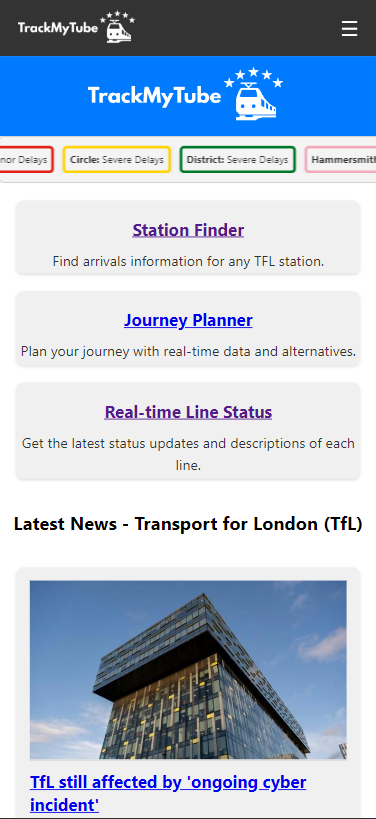 TrackMyTube
TrackMyTube
nor Delays Circle: Severe Delays District: Severe Delays Hammersmith
Station Finder
Find arrivals information for any TFL station.
Journey Planner
Plan your journey with real-time data and alternatives.
Real-time Line Status
Get the latest status updates and descriptions of each
line.
Latest News - Transport for London (TfL)
TfL still affected by 'ongoing cyber
incident'